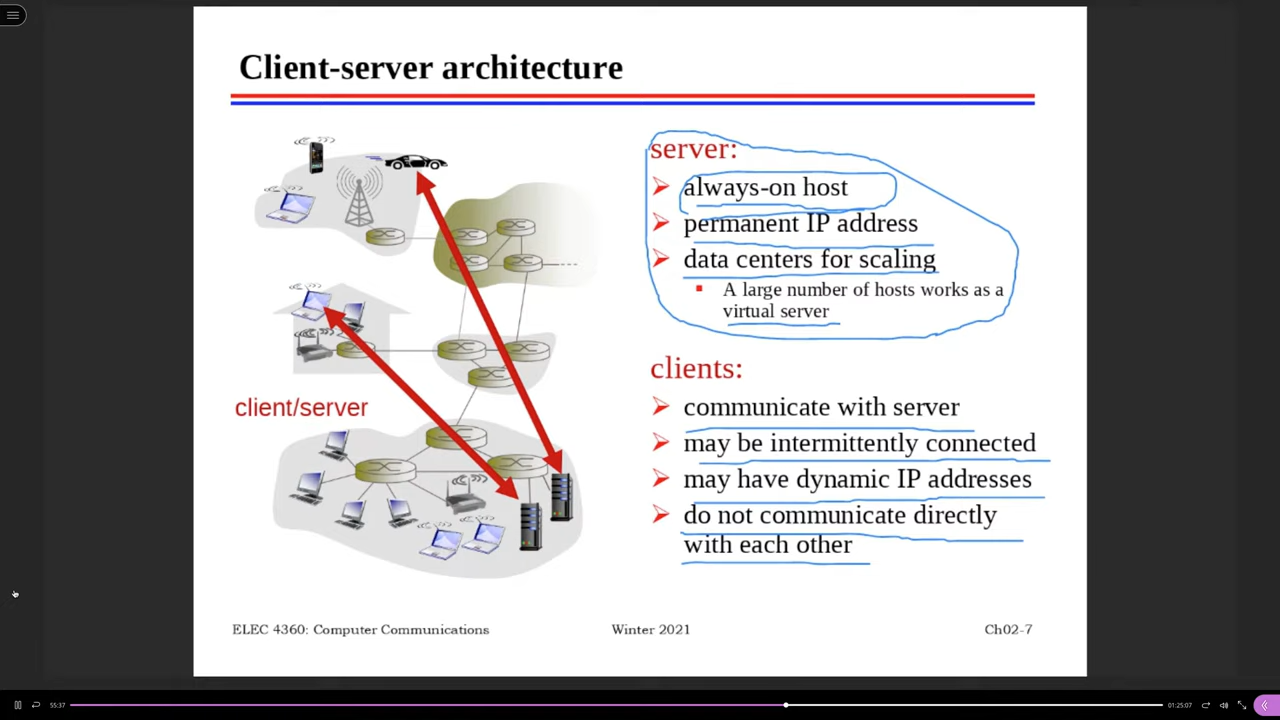 Client-server architecture
server:
always-on host
permanent IP address
data centers for scaling
A large number of hosts works as a
virtual server
clients:
communicate with server
may be intermittently connected
may have dynamic IP addresses
do not communicate directly
with each other
client/server
ELEC 4360: Computer Communications
Winter 2021
Ch02-7
55:37
01:25:07